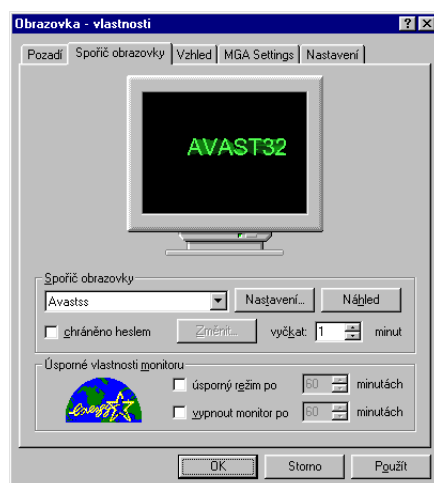 Obrazovka - vlastnosti
Pozadí Spořič obrazovky Vzhled MGA Settings Nastavení
AVAST32
Spořič obrazovky
Avastss Nastavení... Náhled
chráněno heslem Změnit... vyčkat: 1 minut
Úsporné vlastnosti monitoru
energy
úsporný režim po 60 minutách
vypnout monitor po 60 minutách
OK Storno Použít